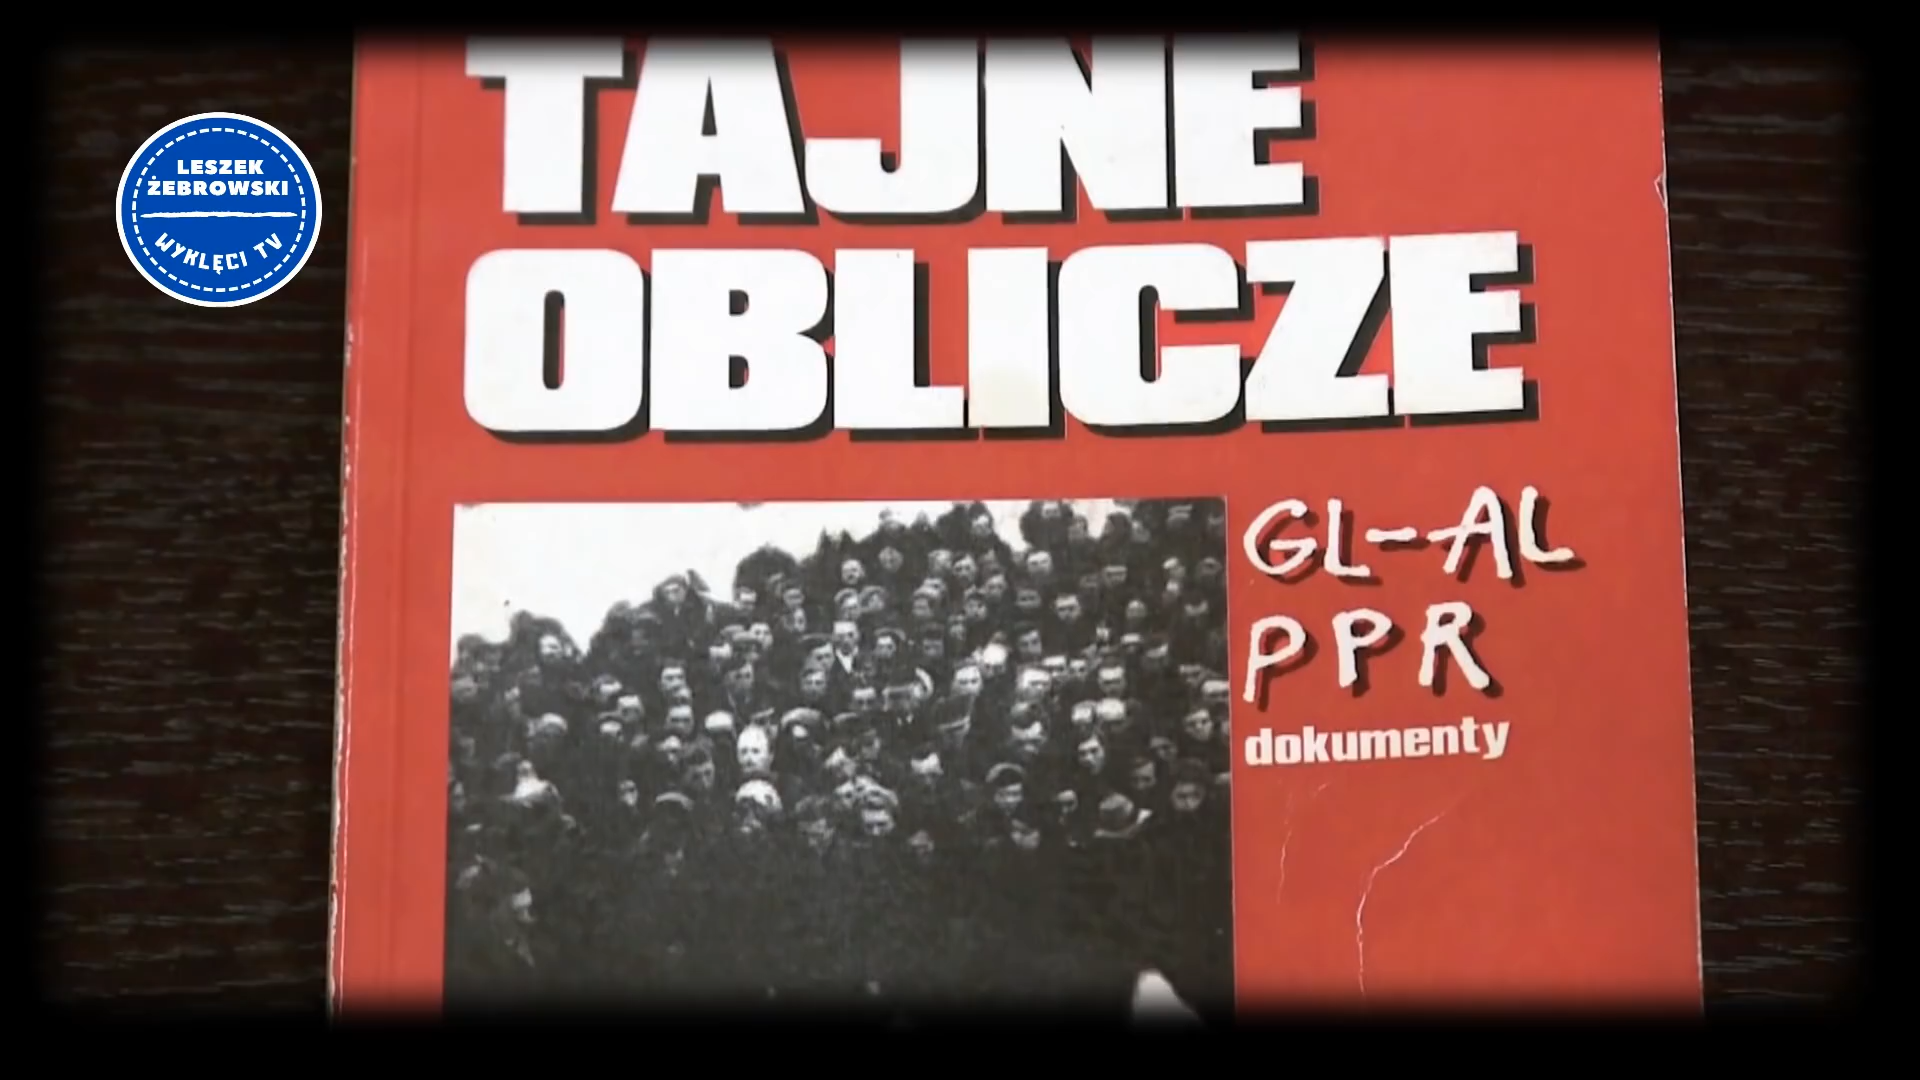 LESZEK
ŻEBROWSKI
WYKLĘCI TV
TAJNE
OBLICZE
GL-AL
PPR
dokumenty